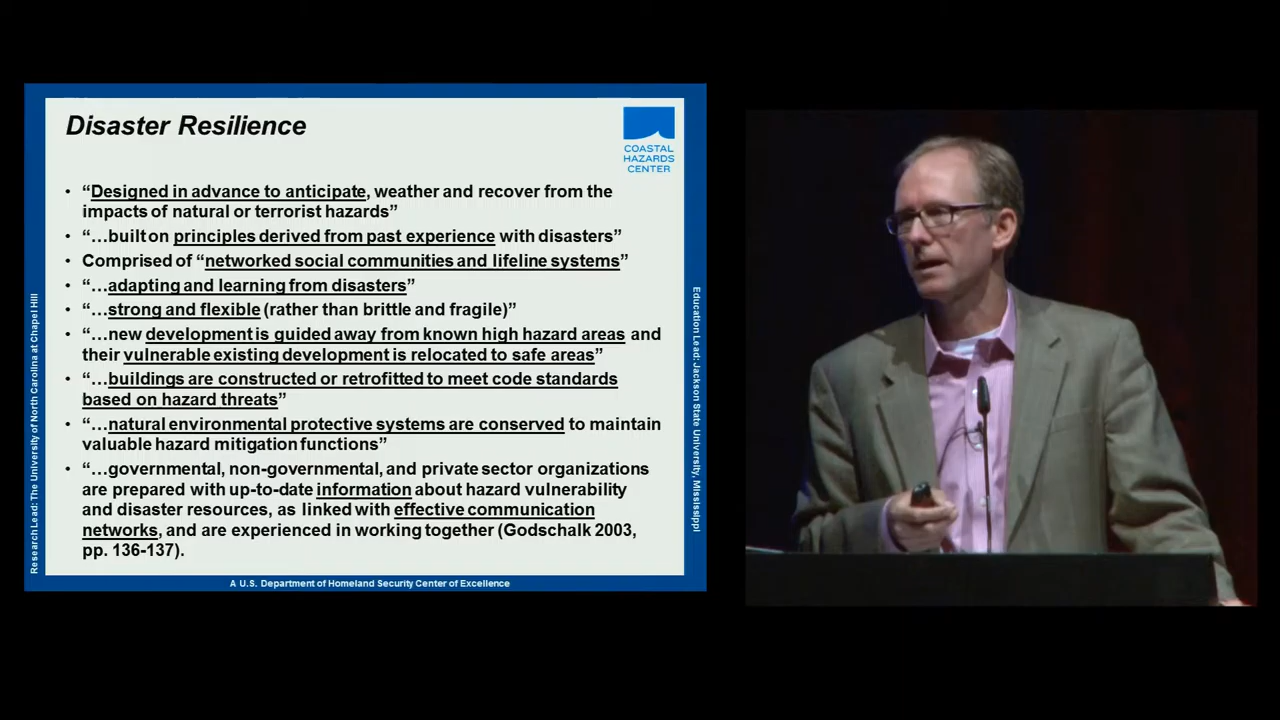 Disaster Resilience
COASTAL
HAZARDS
CENTER
• “Designed in advance to anticipate, weather and recover from the
impacts of natural or terrorist hazards”
• “…built on principles derived from past experience with disasters”
• Comprised of “networked social communities and lifeline systems”
• “…adapting and learning from disasters”
• “…strong and flexible (rather than brittle and fragile)”
• “…new development is guided away from known high hazard areas and
their vulnerable existing development is relocated to safe areas”
• “…buildings are constructed or retrofitted to meet code standards
based on hazard threats”
• “…natural environmental protective systems are conserved to maintain
valuable hazard mitigation functions”
• “…governmental, non-governmental, and private sector organizations
are prepared with up-to-date information about hazard vulnerability
and disaster resources, as linked with effective communication
networks, and are experienced in working together (Godschalk 2003,
pp. 136-137).
Research Lead: The University of North Carolina at Chapel Hill
Education Lead: Jackson State University, Mississippi
A U.S. Department of Homeland Security Center of Excellence